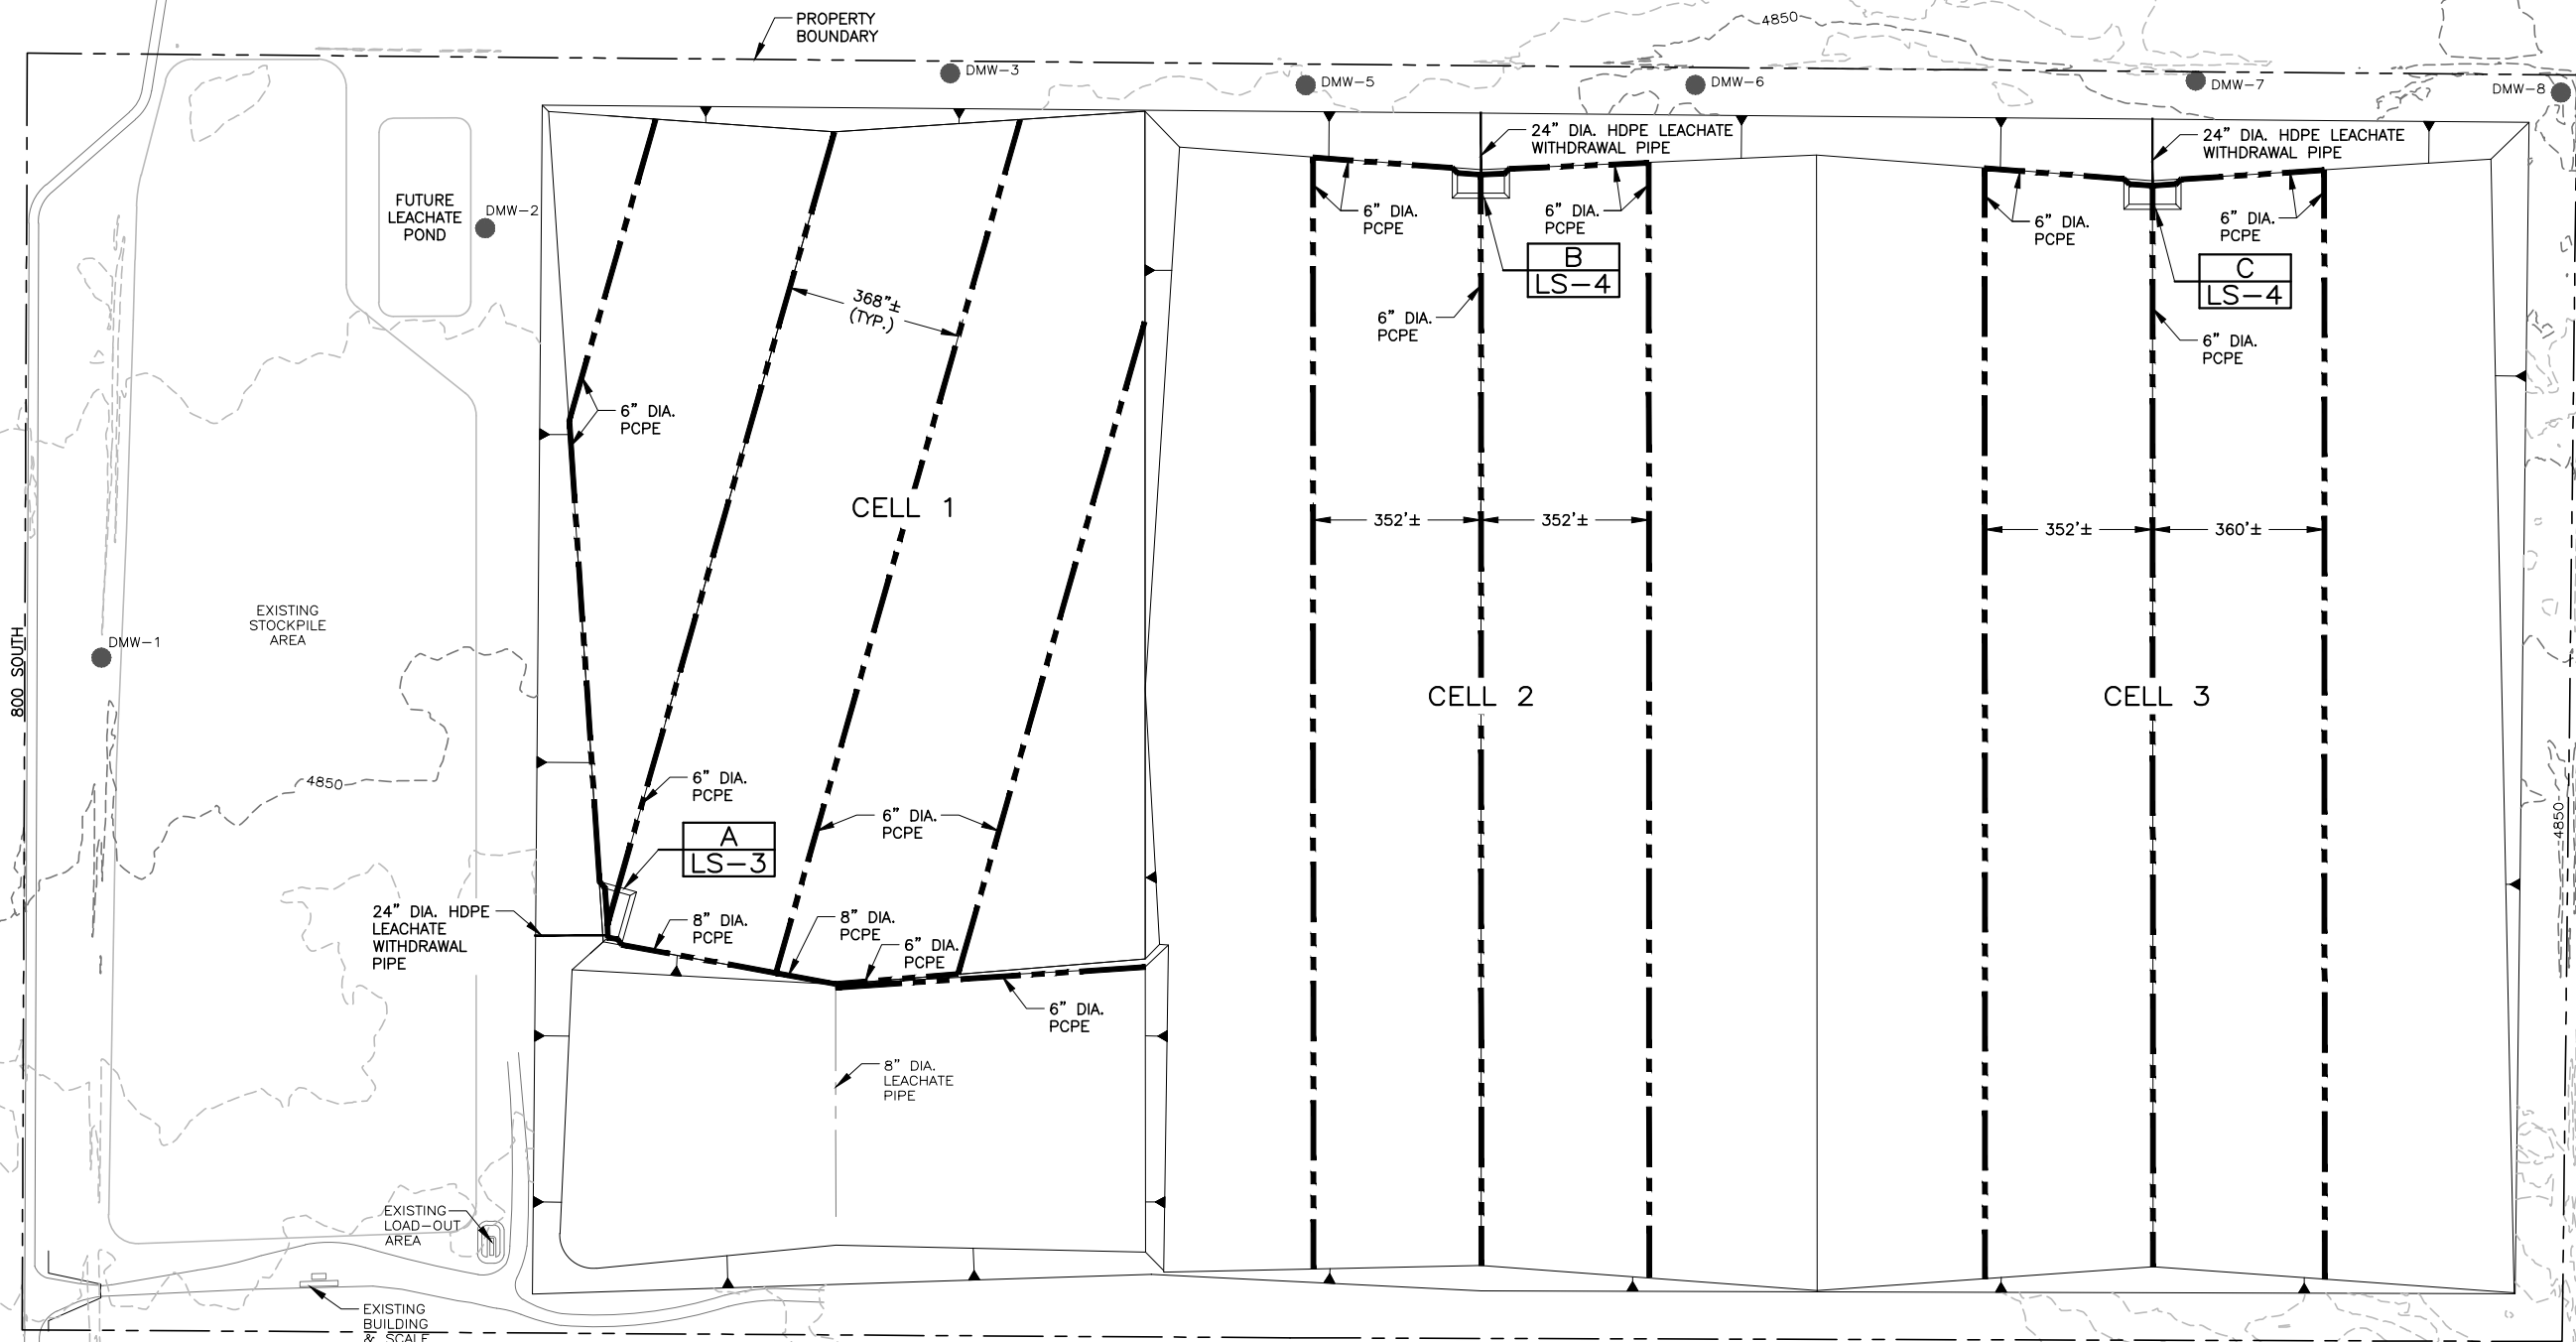 PROPERTY
BOUNDARY
4850
DMW-3
DMW-5
DMW-6
DMW-7
DMW-8
24" DIA. HDPE LEACHATE
WITHDRAWAL PIPE
24" DIA. HDPE LEACHATE
WITHDRAWAL PIPE
FUTURE
LEACHATE
POND
DMW-2
6" DIA.
PCPE
6" DIA.
PCPE
6" DIA.
PCPE
6" DIA.
PCPE
B
LS-4
C
LS-4
368"±
(TYP.)
6" DIA.
PCPE
6" DIA.
PCPE
6" DIA.
PCPE
CELL 1
352'±
352'±
352'±
360'±
EXISTING
STOCKPILE
AREA
DMW-1
800 SOUTH
CELL 2
CELL 3
4850
6" DIA.
PCPE
6" DIA.
PCPE
4850
A
LS-3
24" DIA. HDPE
LEACHATE
WITHDRAWAL
PIPE
8" DIA.
PCPE
8" DIA.
PCPE
6" DIA.
PCPE
6" DIA.
PCPE
8" DIA.
LEACHATE
PIPE
EXISTING
LOAD-OUT
AREA
EXISTING
BUILDING
& SCALE